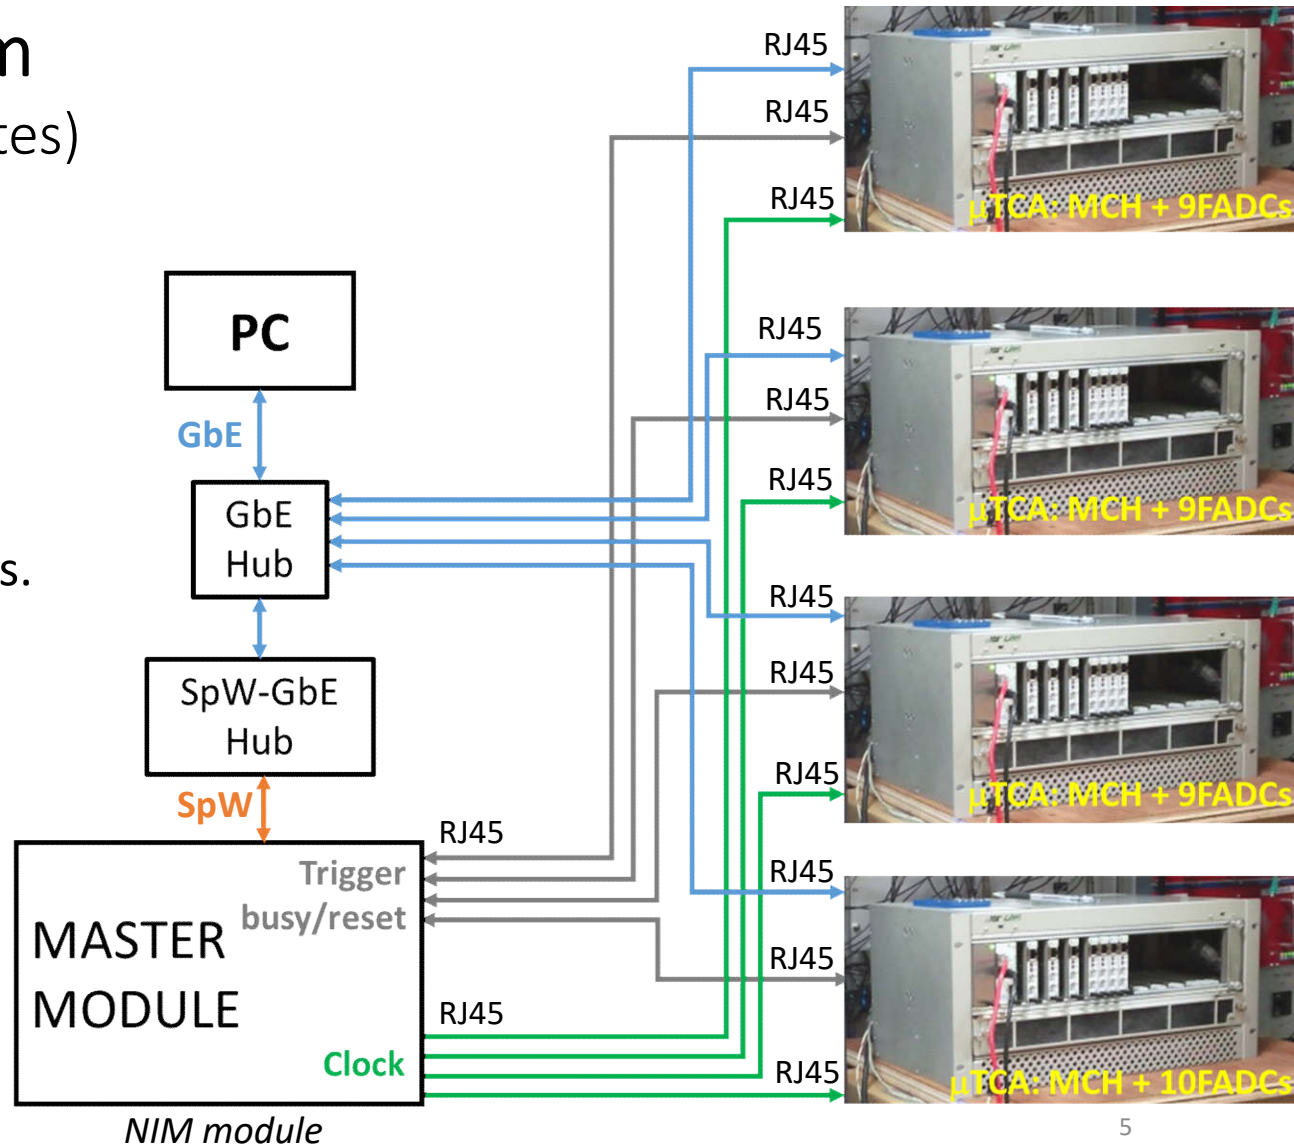 m
tes)
s.
PC
GbE
GbE
Hub
SpW-GbE
Hub
SpW
MASTER
MODULE
Trigger
busy/reset
Clock
NIM module
RJ45
RJ45
RJ45
RJ45
RJ45
µTCA: MCH + 9FADCs
RJ45
RJ45
RJ45
µTCA: MCH + 9FADCs
RJ45
RJ45
RJ45
µTCA: MCH + 9FADCs
RJ45
RJ45
RJ45
µTCA: MCH + 10FADCs
5